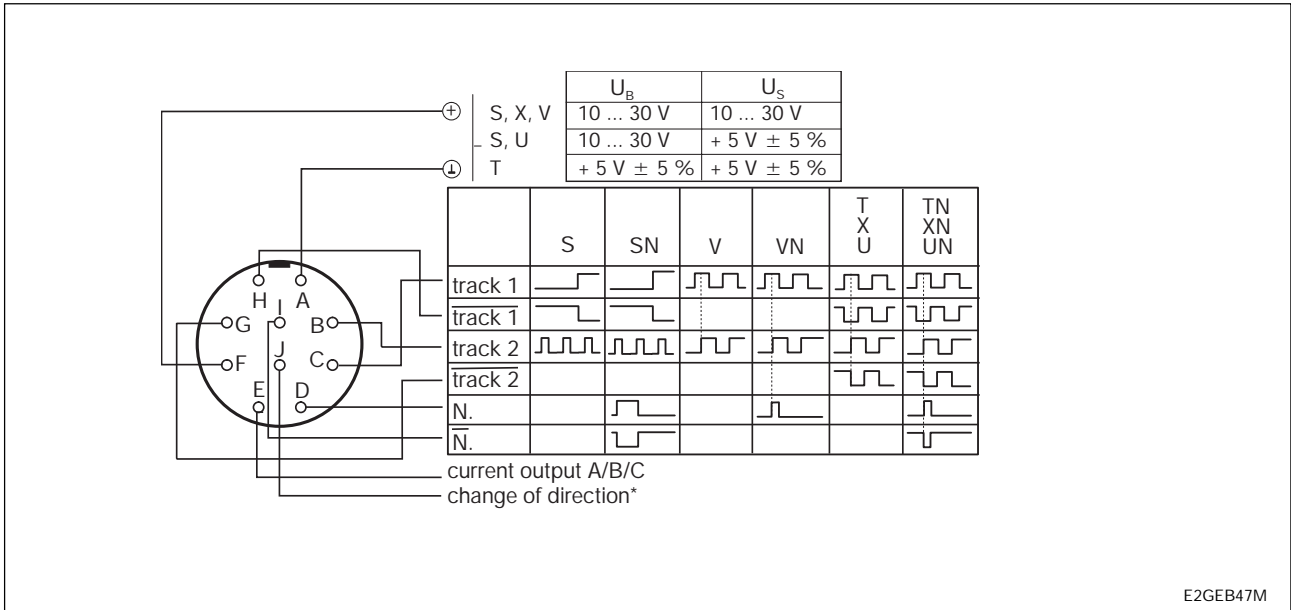 U_B U_S
S, X, V 10 ... 30 V 10 ... 30 V
_ S, U 10 ... 30 V + 5 V ± 5 %
T + 5 V ± 5 % + 5 V ± 5 %
S SN V VN T X U TN XN UN
track 1
track 1
track 2
track 2
N.
N.
H A
I
G B
J
F C
E D
current output A/B/C
change of direction*
E2GEB47M